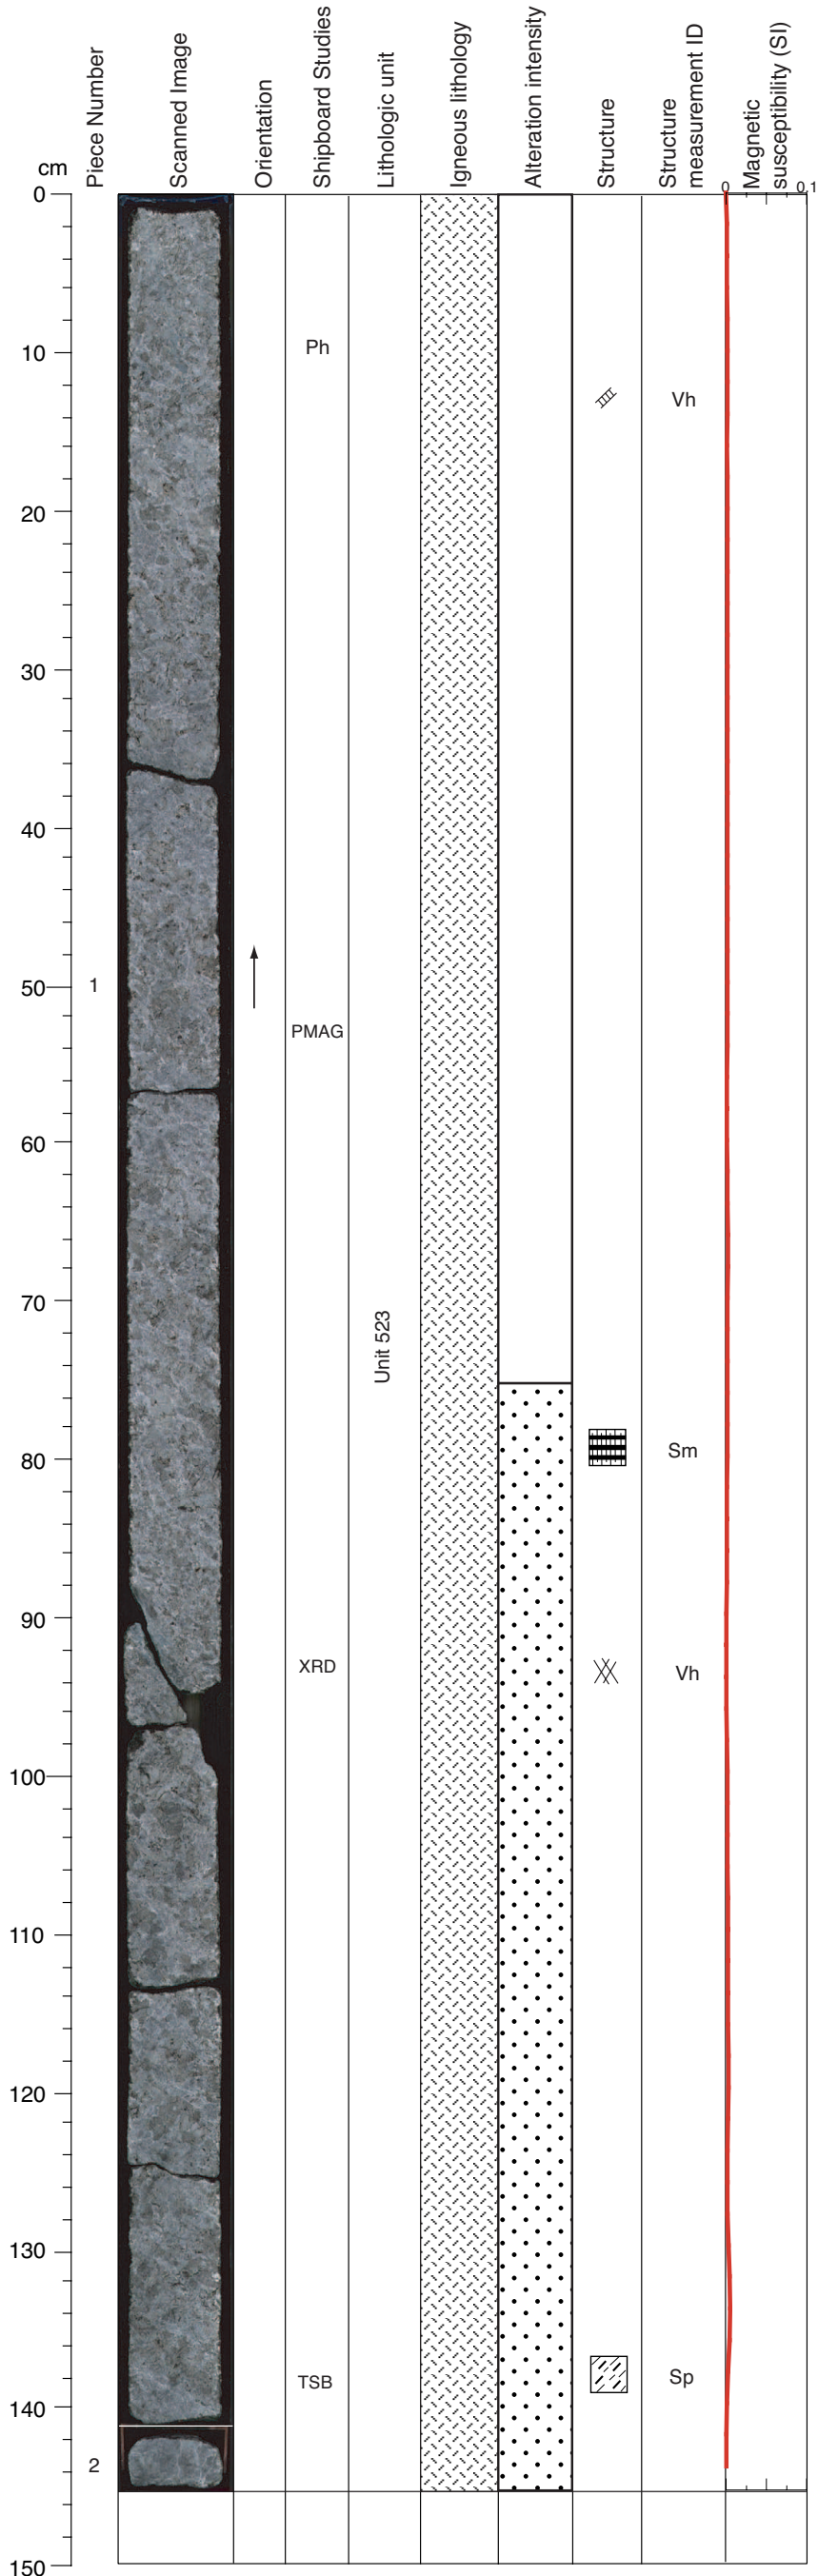 cm
Piece Number
Scanned Image
Orientation
Shipboard Studies
Lithologic unit
Igneous lithology
Alteration intensity
Structure
Structure
measurement ID
Magnetic
susceptibility (SI)
0
0
0.1
10
Ph
Vh
20
30
40
50
1
PMAG
60
70
Unit 523
80
Sm
90
XRD
Vh
100
110
120
130
TSB
Sp
140
2
150